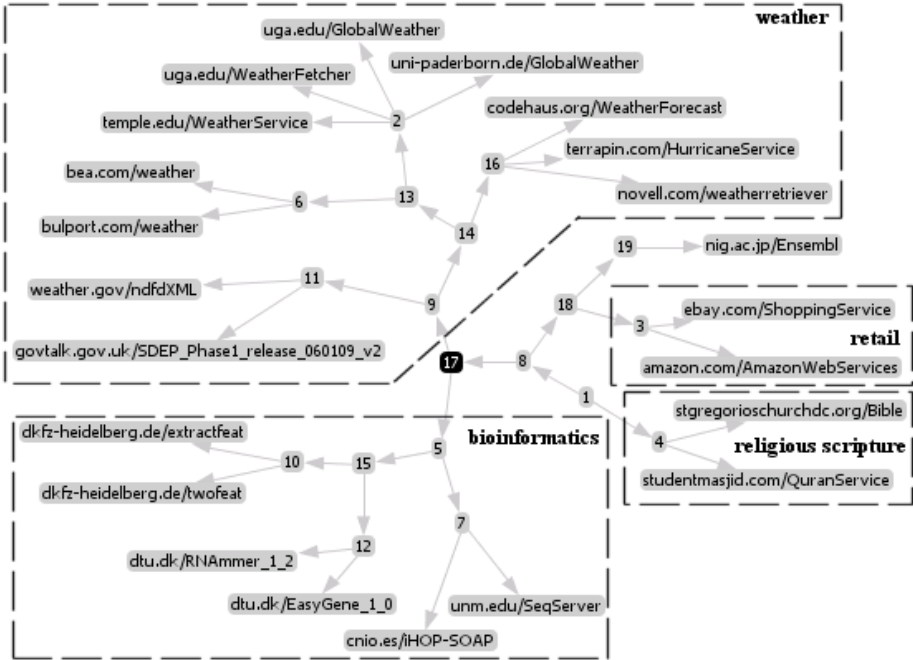 weather
uga.edu/GlobalWeather
uni-paderborn.de/GlobalWeather
uga.edu/WeatherFetcher
codehaus.org/WeatherForecast
temple.edu/WeatherService
2
terrapin.com/HurricaneService
16
bea.com/weather
novell.com/weatherretriever
13
6
bulport.com/weather
14
19
nig.ac.jp/Ensembl
11
weather.gov/ndfdXML
9
18
ebay.com/ShoppingService
3
retail
govtalk.gov.uk/SDEP_Phase1_release_060109_v2
17
8
amazon.com/AmazonWebServices
1
stgregorioschurchdc.org/Bible
dkfz-heidelberg.de/extractfeat
bioinformatics
4
religious scripture
5
10
15
studentmasjid.com/QuranService
dkfz-heidelberg.de/twofeat
7
12
dtu.dk/RNAmmer_1_2
dtu.dk/EasyGene_1_0
unm.edu/SeqServer
cnio.es/iHOP-SOAP